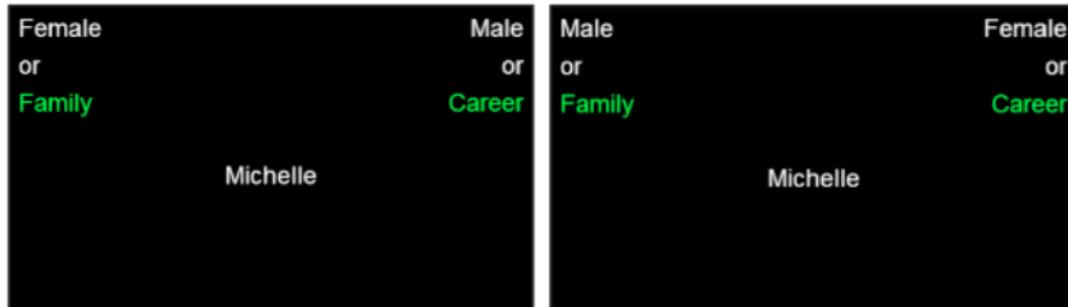 Female Male
or or
Family Career
Michelle
Male Female
or or
Family Career
Michelle